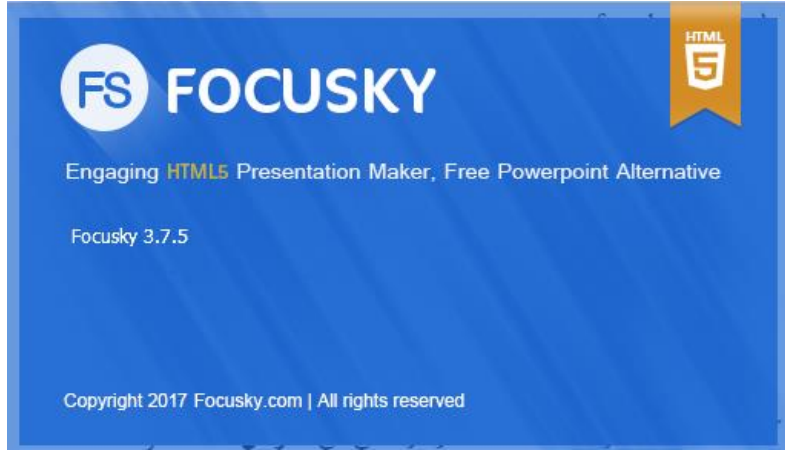 HTML
5
FS FOCUSKY
Engaging HTML5 Presentation Maker, Free Powerpoint Alternative
Focusky 3.7.5
Copyright 2017 Focusky.com | All rights reserved